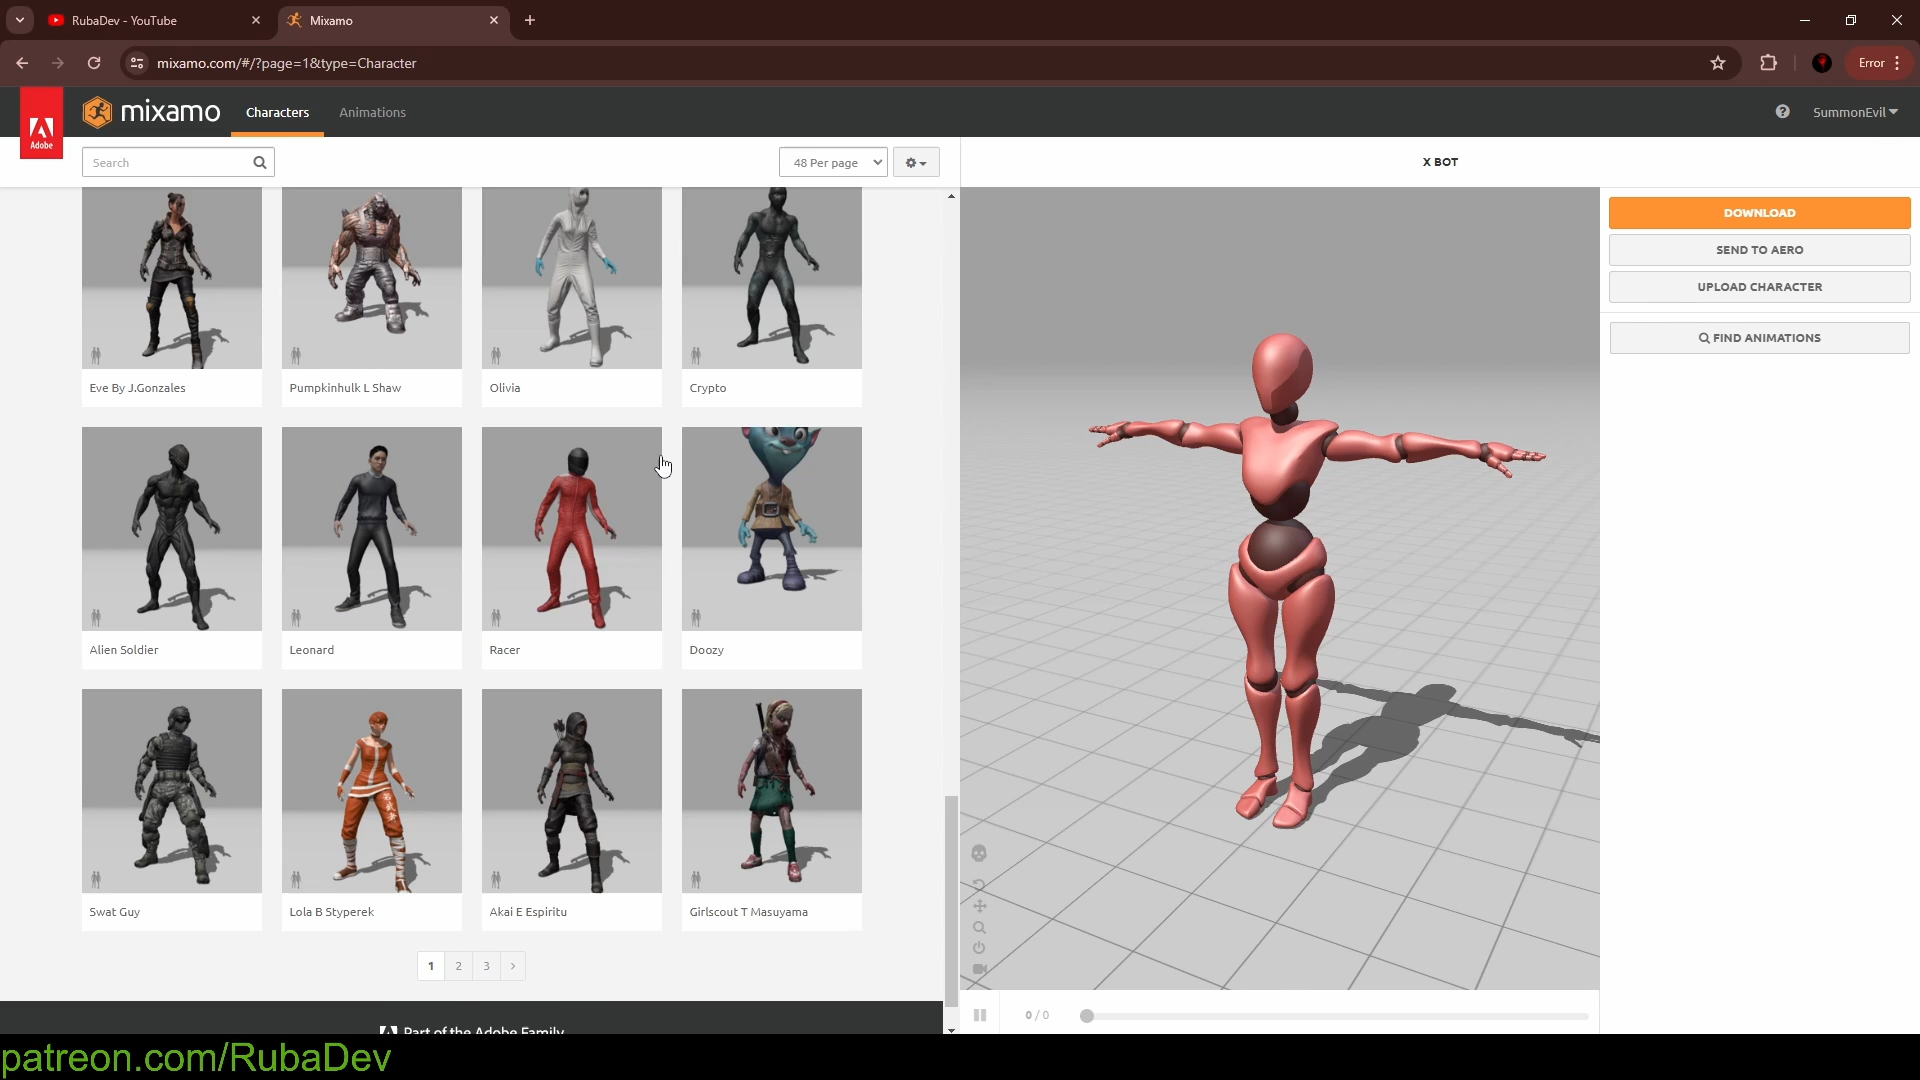 RubaDev - YouTube
Mixamo
mixamo.com/#/?page=1&type=Character
Error
Adobe
mixamo
Characters
Animations
SummonEvil
Search
48 Per page
X BOT
DOWNLOAD
SEND TO AERO
UPLOAD CHARACTER
FIND ANIMATIONS
Eve By J.Gonzales
Pumpkinhulk L Shaw
Olivia
Crypto
Alien Soldier
Leonard
Racer
Doozy
Swat Guy
Lola B Styperek
Akai E Espiritu
Girlscout T Masuyama
1 2 3 >
0 / 0
Part of the Adobe Family
patreon.com/RubaDev